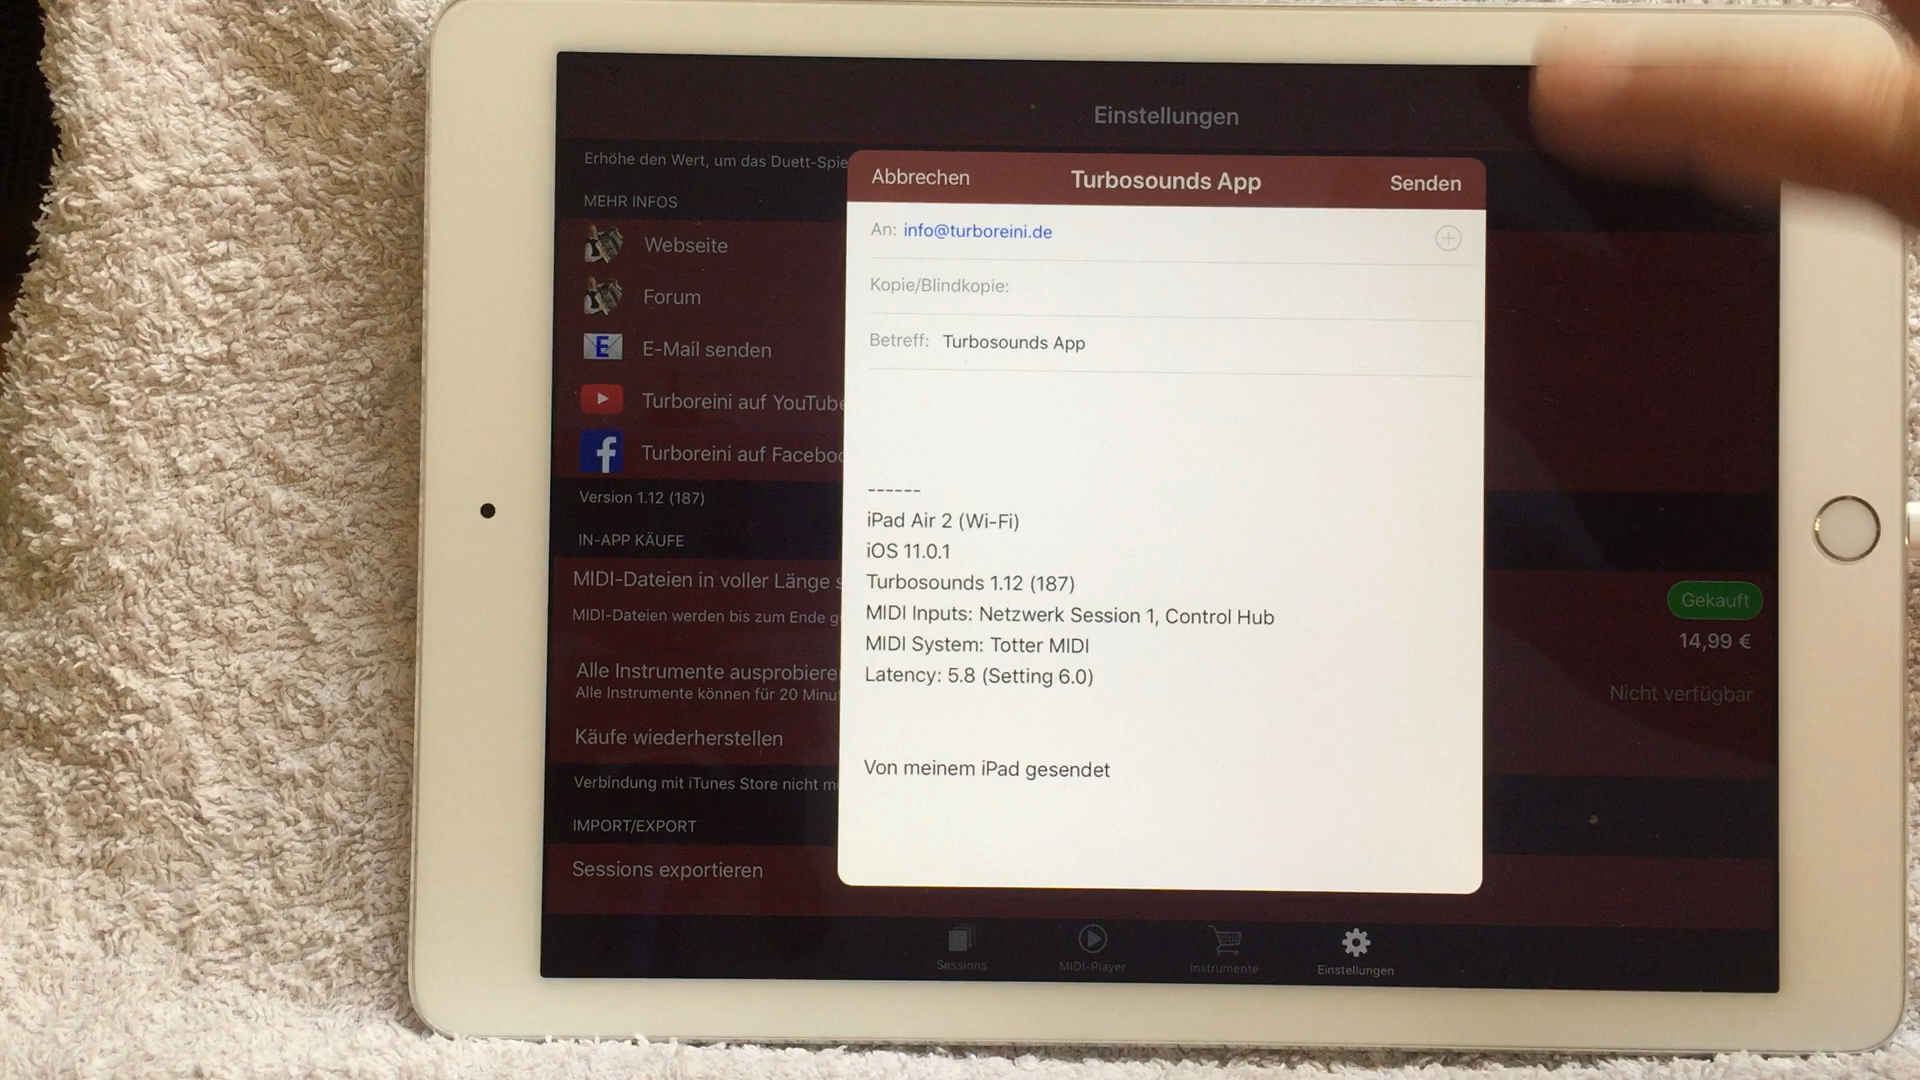 Einstellungen
Erhöhe den Wert, um das Duett-Spie
MEHR INFOS
Webseite
Forum
E
E-Mail senden
Turboreini auf YouTube
f
Turboreini auf Faceboo
Version 1.12 (187)
IN-APP KÄUFE
MIDI-Dateien in voller Länge s
MIDI-Dateien werden bis zum Ende g
Gekauft
14,99 €
Alle Instrumente ausprobiere
Alle Instrumente können für 20 Minu
Nicht verfügbar
Käufe wiederherstellen
Verbindung mit iTunes Store nicht m
IMPORT/EXPORT
Sessions exportieren
Abbrechen
Turbosounds App
Senden
An: info@turboreini.de
Kopie/Blindkopie:
Betreff: Turbosounds App
------
iPad Air 2 (Wi-Fi)
iOS 11.0.1
Turbosounds 1.12 (187)
MIDI Inputs: Netzwerk Session 1, Control Hub
MIDI System: Totter MIDI
Latency: 5.8 (Setting 6.0)
Von meinem iPad gesendet
Sessions
MIDI-Player
Instrumente
Einstellungen